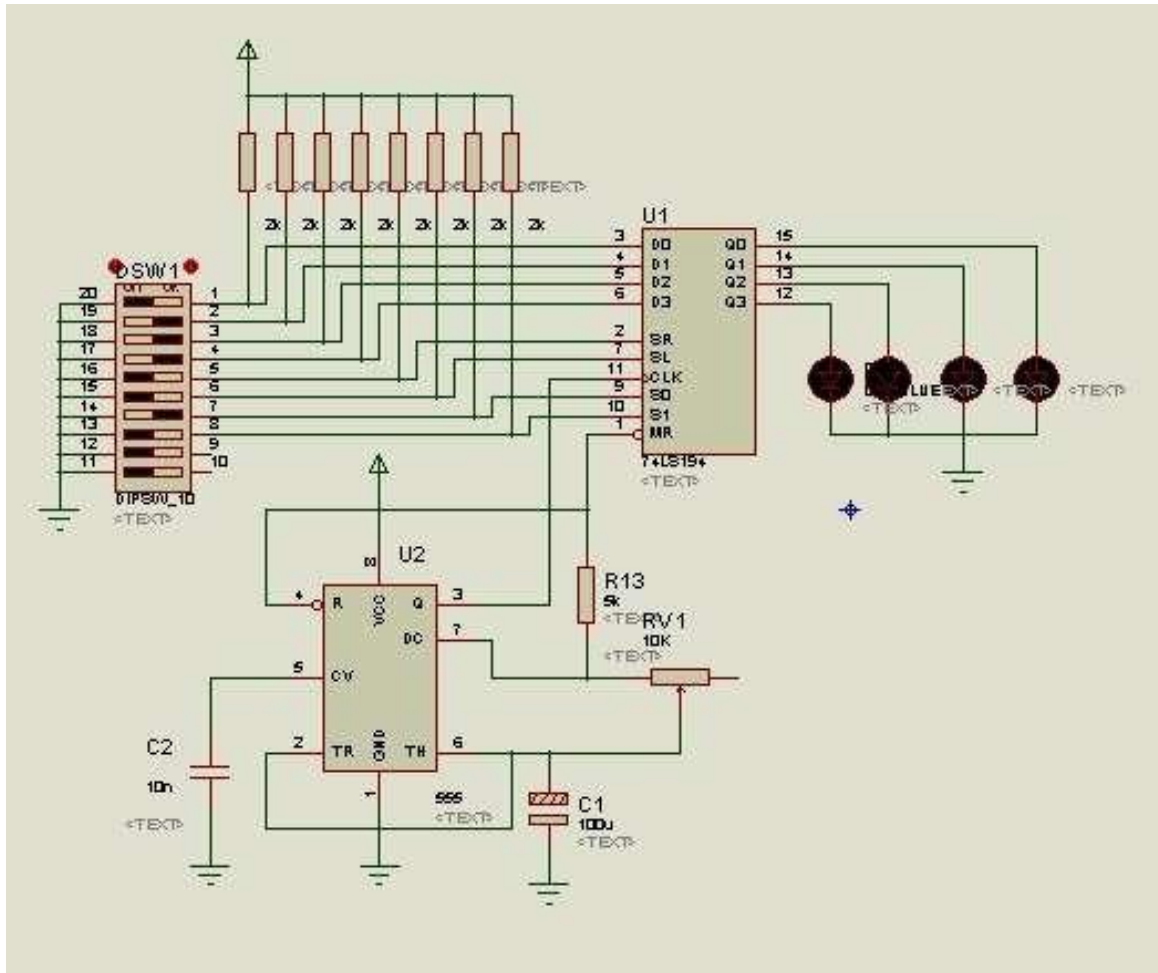 2k 2k 2k 2k 2k 2k 2k 2k
U1
3 D0 Q0 15
4 D1 Q1 14
5 D2 Q2 13
6 D3 Q3 12
2 SR
7 SL
11 CLK
9 S0
10 S1
1 MR
74LS194
<TEXT>
DSW1
OFF ON
20 1
19 2
18 3
17 4
16 5
15 6
14 7
13 8
12 9
11 10
DIPSW_10
<TEXT>
<TEXT>
<TEXT>
<TEXT>
U2
8
VCC
4 R Q 3
DC 7
5 CV
2 TR GND TH 6
1
555
<TEXT>
R13
5k
<TEXT>
RV1
10K
<TEXT>
C2
10n
<TEXT>
C1
100u
<TEXT>